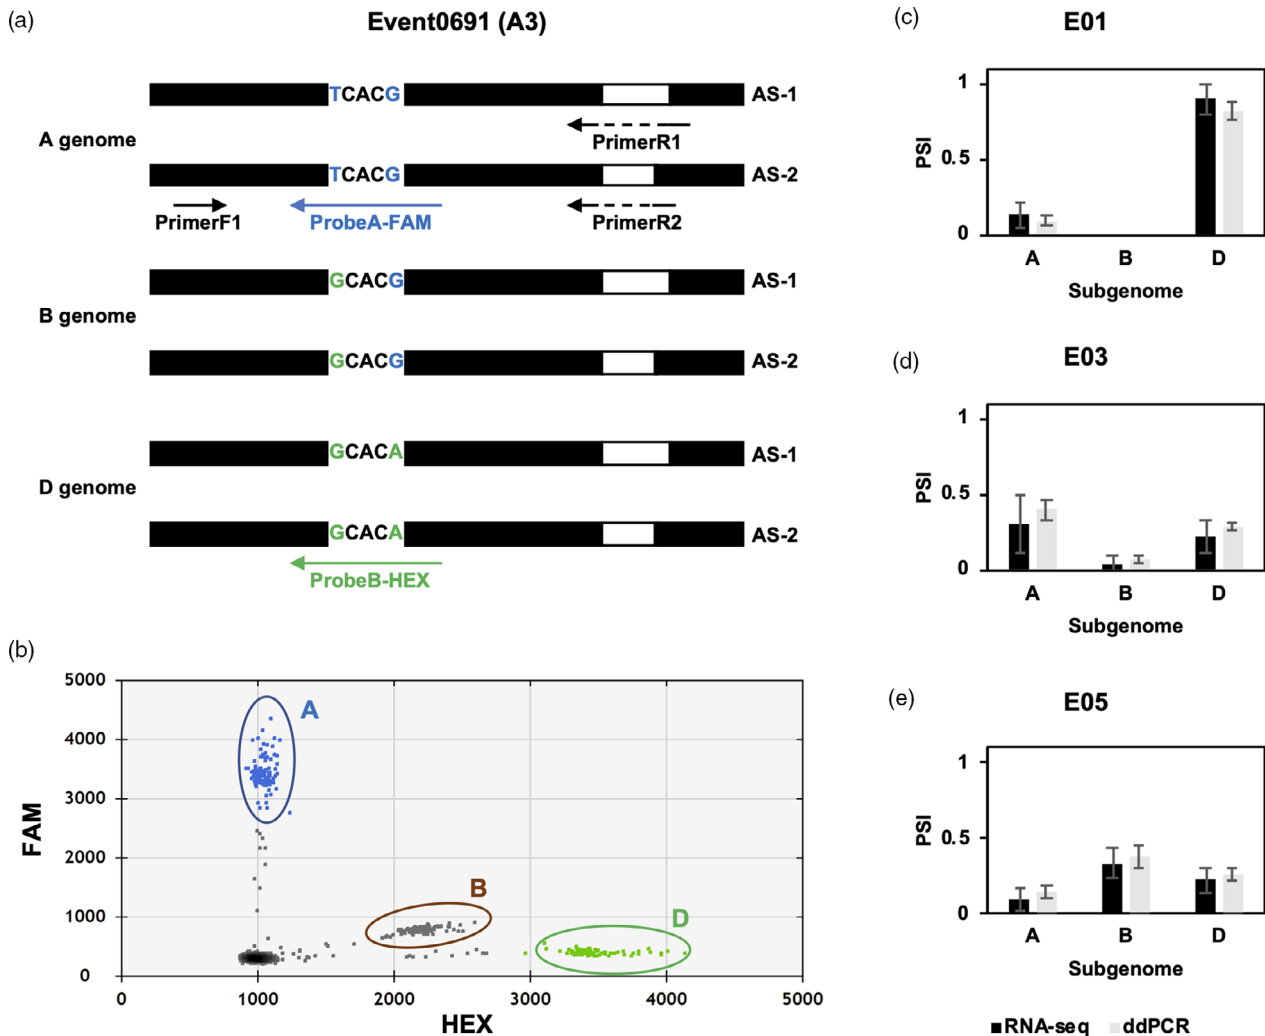 (a)
Event0691 (A3)
A genome
TCACG
AS-1
PrimerR1
TCACG
AS-2
PrimerF1
ProbeA-FAM
PrimerR2
B genome
GCACG
AS-1
GCACG
AS-2
D genome
GCACA
AS-1
GCACA
AS-2
ProbeB-HEX
(b)
FAM
5000
4000
3000
2000
1000
0
A
B
D
0 1000 2000 3000 4000 5000
HEX
(c)
E01
PSI
1
0.5
0
A B D
Subgenome
(d)
E03
PSI
1
0.5
0
A B D
Subgenome
(e)
E05
PSI
1
0.5
0
A B D
Subgenome
RNA-seq ddPCR